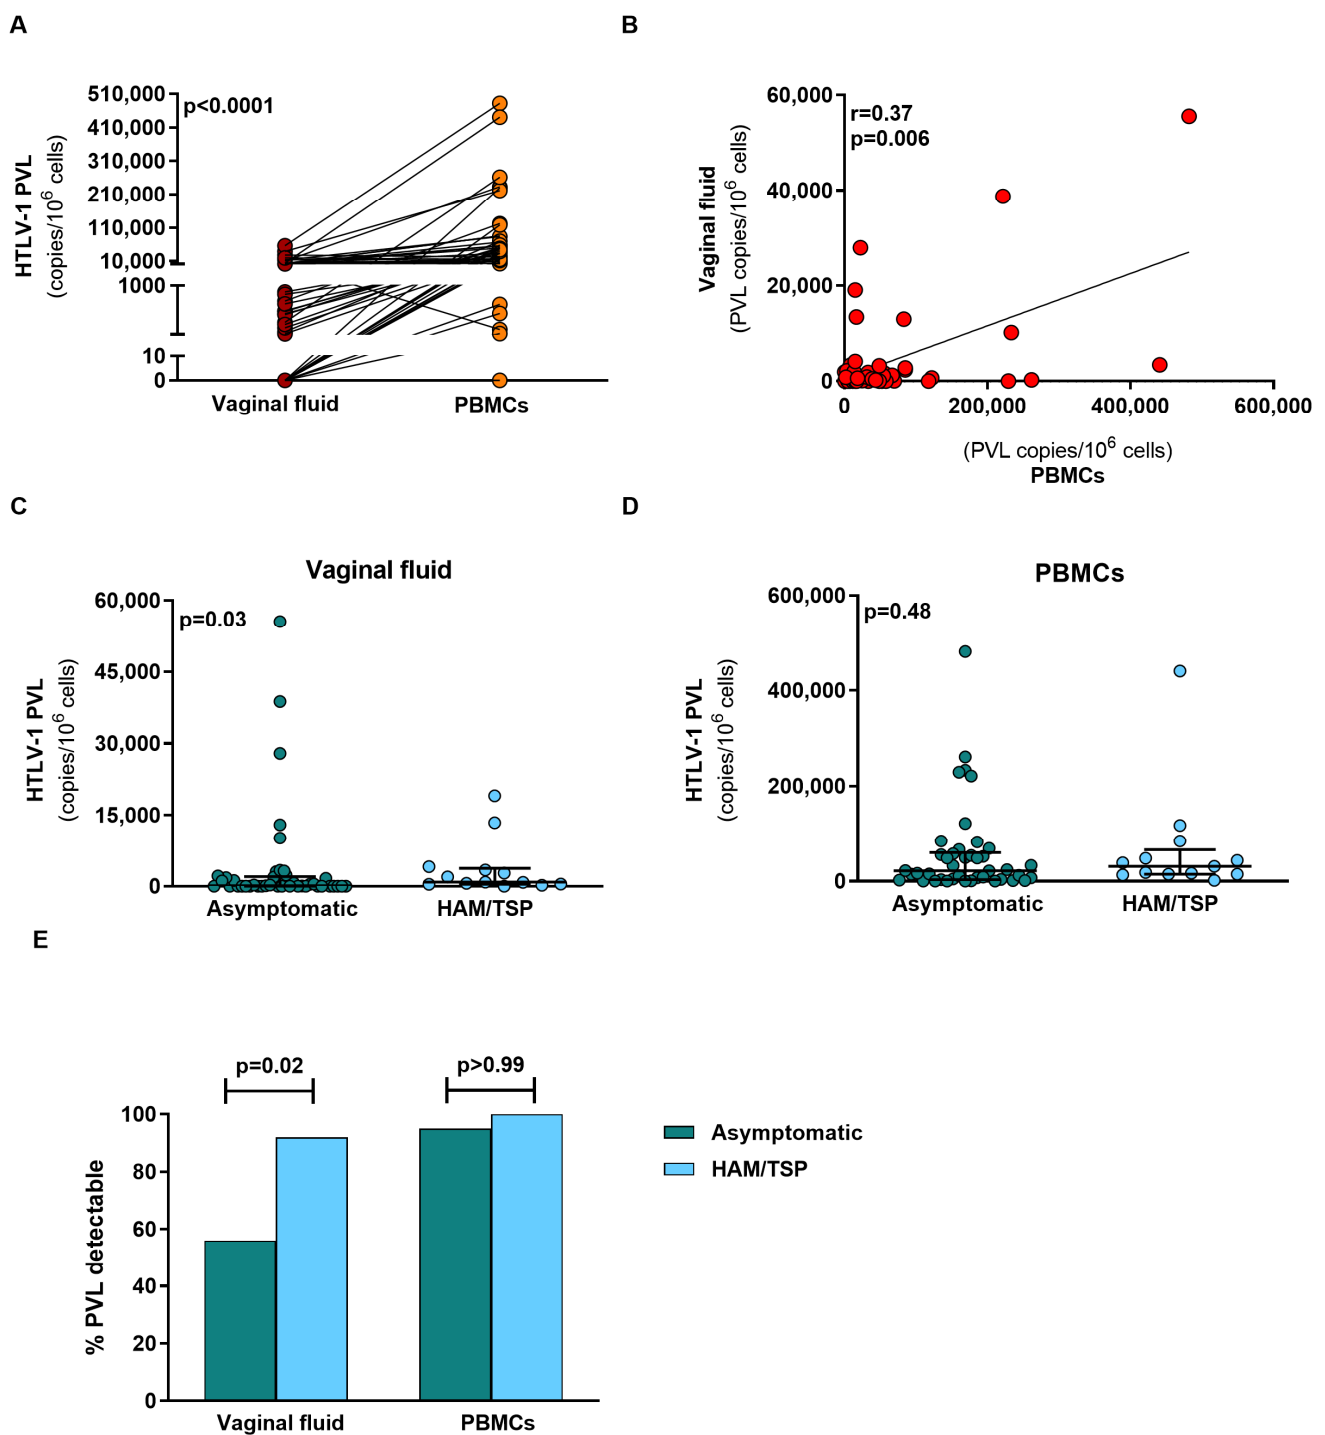 A
HTLV-1 PVL
(copies/10⁶ cells)
510,000
410,000
310,000
210,000
110,000
10,000
1000
10
0
p<0.0001
Vaginal fluid
PBMCs
B
Vaginal fluid
(PVL copies/10⁶ cells)
60,000
40,000
20,000
0
r=0.37
p=0.006
0
200,000
400,000
600,000
(PVL copies/10⁶ cells)
PBMCs
C
Vaginal fluid
HTLV-1 PVL
(copies/10⁶ cells)
60,000
45,000
30,000
15,000
0
p=0.03
Asymptomatic
HAM/TSP
D
PBMCs
HTLV-1 PVL
(copies/10⁶ cells)
600,000
400,000
200,000
0
p=0.48
Asymptomatic
HAM/TSP
E
% PVL detectable
100
80
60
40
20
0
p=0.02
p>0.99
Vaginal fluid
PBMCs
Asymptomatic
HAM/TSP